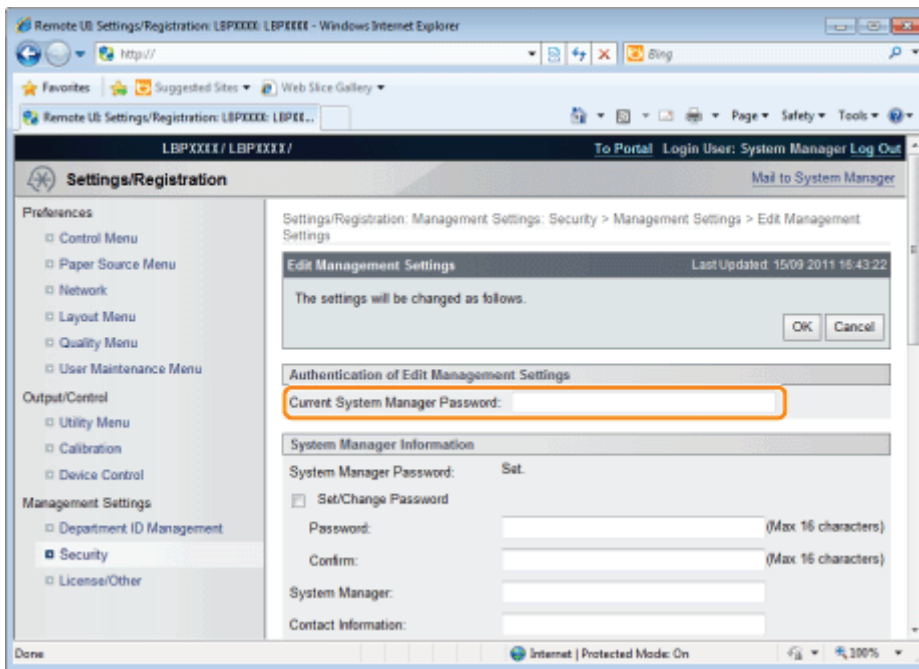 Remote UI: Settings/Registration: LBPXXXX: LBPXXXX - Windows Internet Explorer
http://
Bing
Favorites
Suggested Sites
Web Slice Gallery
Remote UI: Settings/Registration: LBPXXXX: LBPXX...
Page
Safety
Tools
LBPXXXX / LBPXXXX /
To Portal Login User: System Manager Log Out
Settings/Registration
Mail to System Manager
Preferences
Control Menu
Paper Source Menu
Network
Layout Menu
Quality Menu
User Maintenance Menu
Output/Control
Utility Menu
Calibration
Device Control
Management Settings
Department ID Management
Security
License/Other
Settings/Registration: Management Settings: Security > Management Settings > Edit Management
Settings
Edit Management Settings
Last Updated: 15/09 2011 16:43:22
The settings will be changed as follows.
OK
Cancel
Authentication of Edit Management Settings
Current System Manager Password:
System Manager Information
System Manager Password: Set.
Set/Change Password
Password: (Max 16 characters)
Confirm: (Max 16 characters)
System Manager:
Contact Information:
Done
Internet | Protected Mode: On
100%